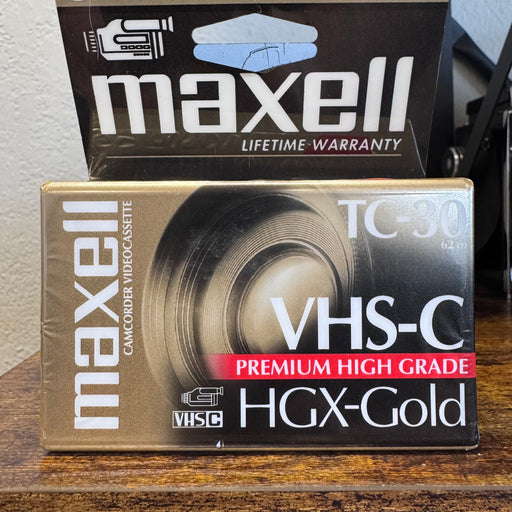 maxell
LIFETIME WARRANTY
maxell
CAMCORDER VIDEOCASSETTE
TC-30
62 m
VHS-C
PREMIUM HIGH GRADE
VHS C
HGX-Gold